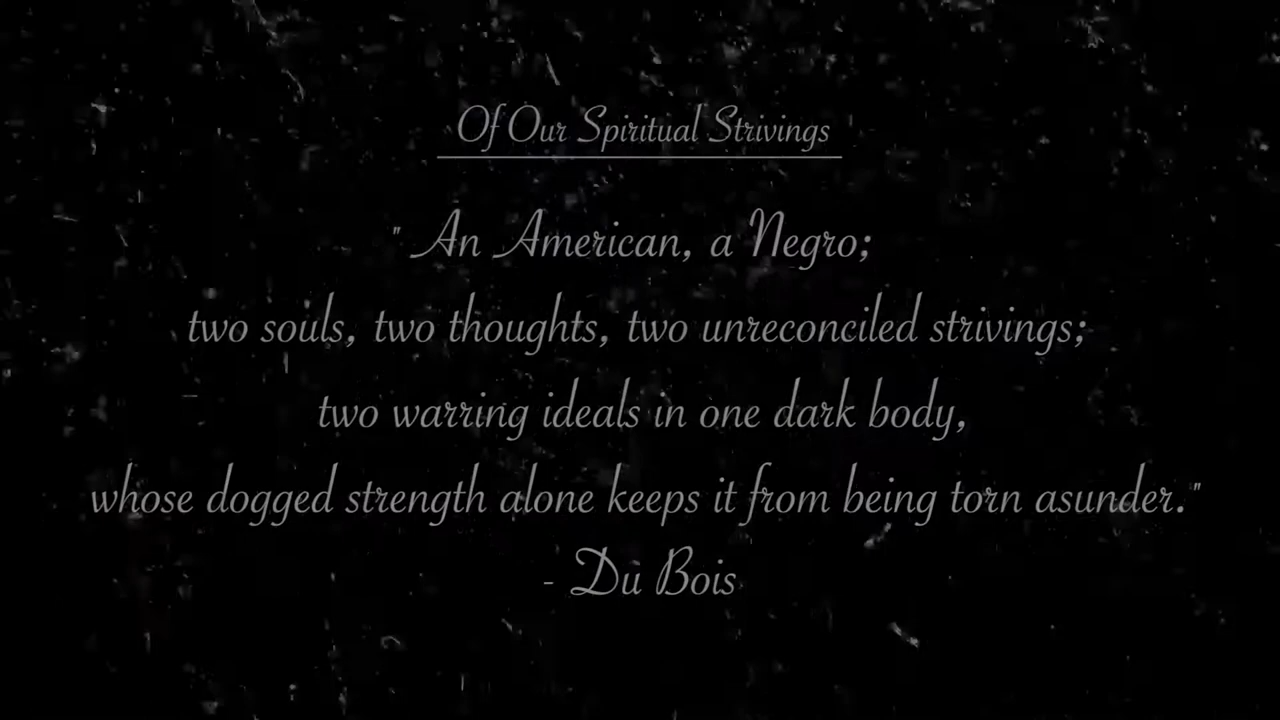 Of Our Spiritual Strivings
" An American, a Negro;
two souls, two thoughts, two unreconciled strivings;
two warring ideals in one dark body,
whose dogged strength alone keeps it from being torn asunder. "
- Du Bois